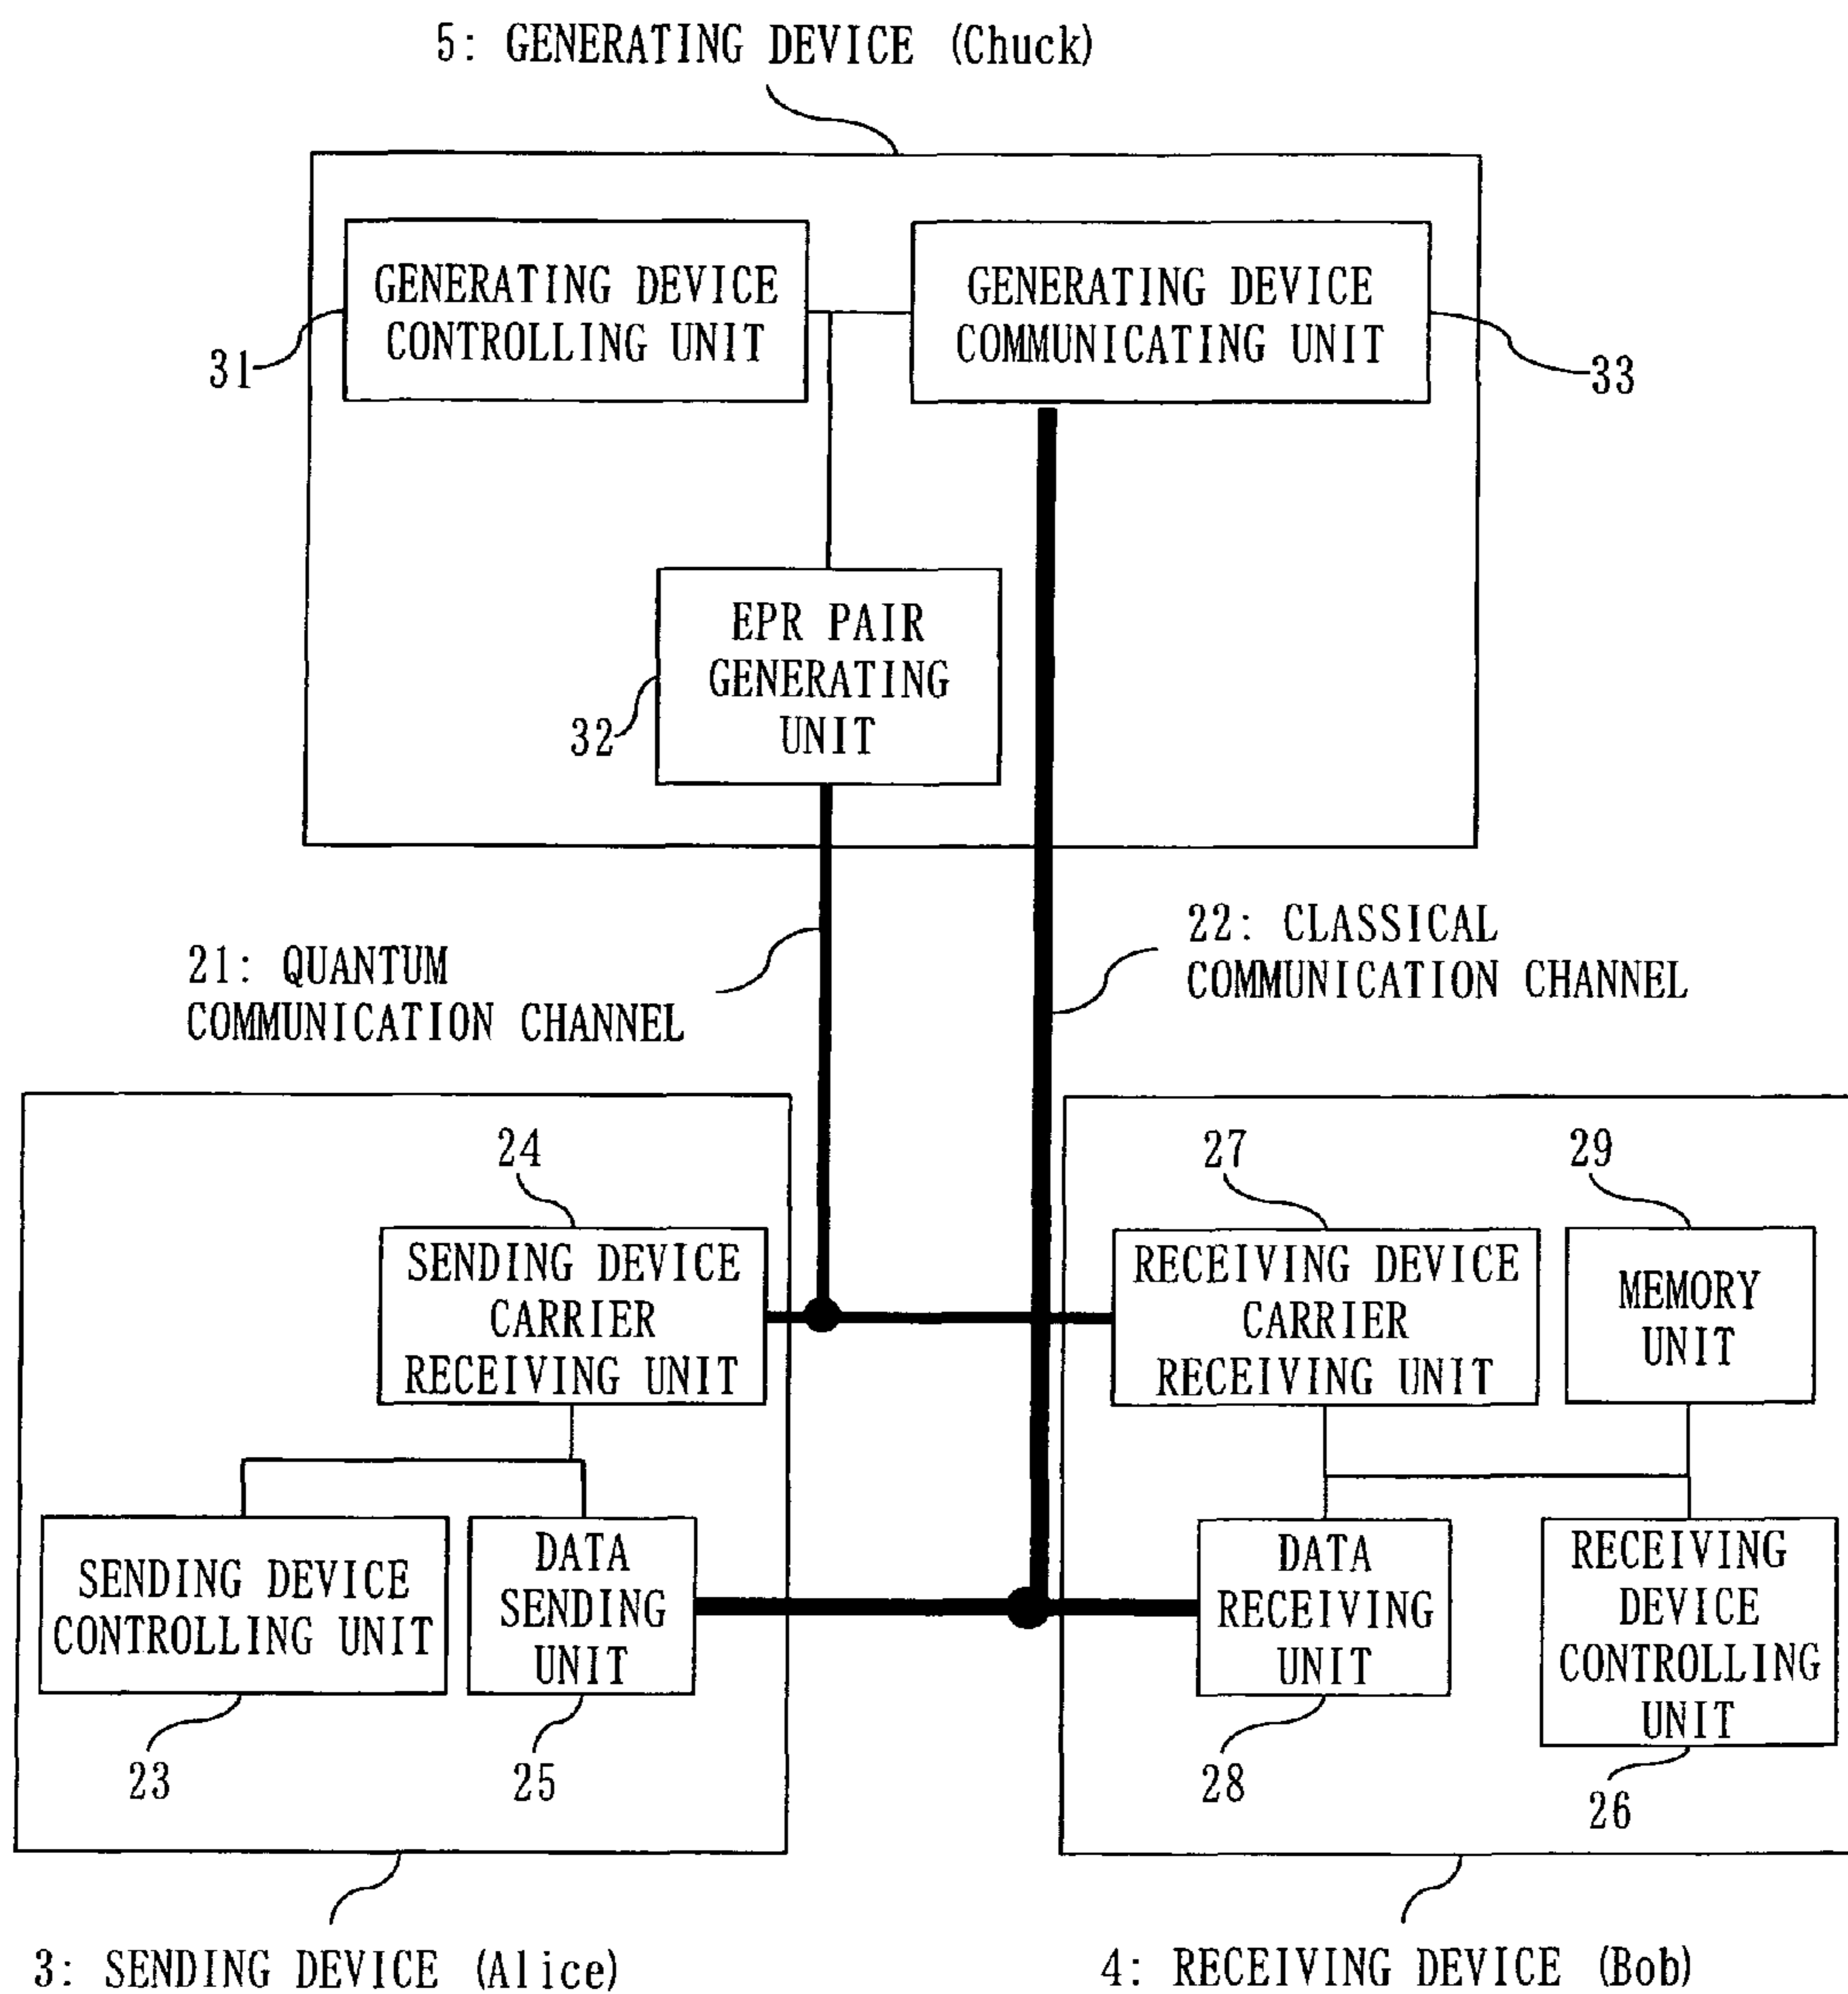 5: GENERATING DEVICE (Chuck)
GENERATING DEVICE
CONTROLLING UNIT
31
GENERATING DEVICE
COMMUNICATING UNIT
33
EPR PAIR
GENERATING
UNIT
32
21: QUANTUM
COMMUNICATION CHANNEL
22: CLASSICAL
COMMUNICATION CHANNEL
24
SENDING DEVICE
CARRIER
RECEIVING UNIT
27
RECEIVING DEVICE
CARRIER
RECEIVING UNIT
29
MEMORY
UNIT
SENDING DEVICE
CONTROLLING UNIT
23
DATA
SENDING
UNIT
25
DATA
RECEIVING
UNIT
28
RECEIVING
DEVICE
CONTROLLING
UNIT
26
3: SENDING DEVICE (Alice)
4: RECEIVING DEVICE (Bob)